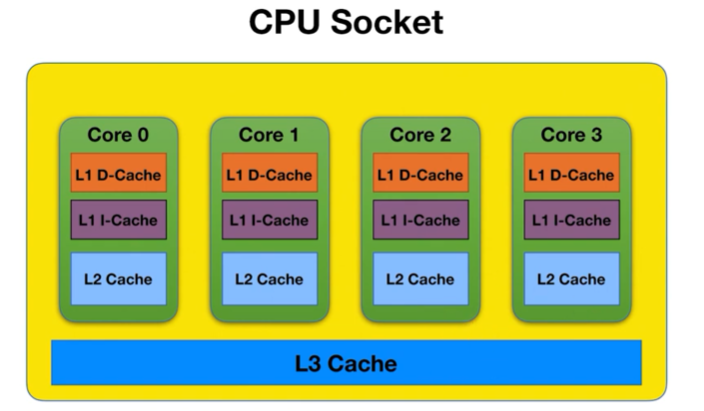 CPU Socket
Core 0
L1 D-Cache
L1 I-Cache
L2 Cache
Core 1
L1 D-Cache
L1 I-Cache
L2 Cache
Core 2
L1 D-Cache
L1 I-Cache
L2 Cache
Core 3
L1 D-Cache
L1 I-Cache
L2 Cache
L3 Cache